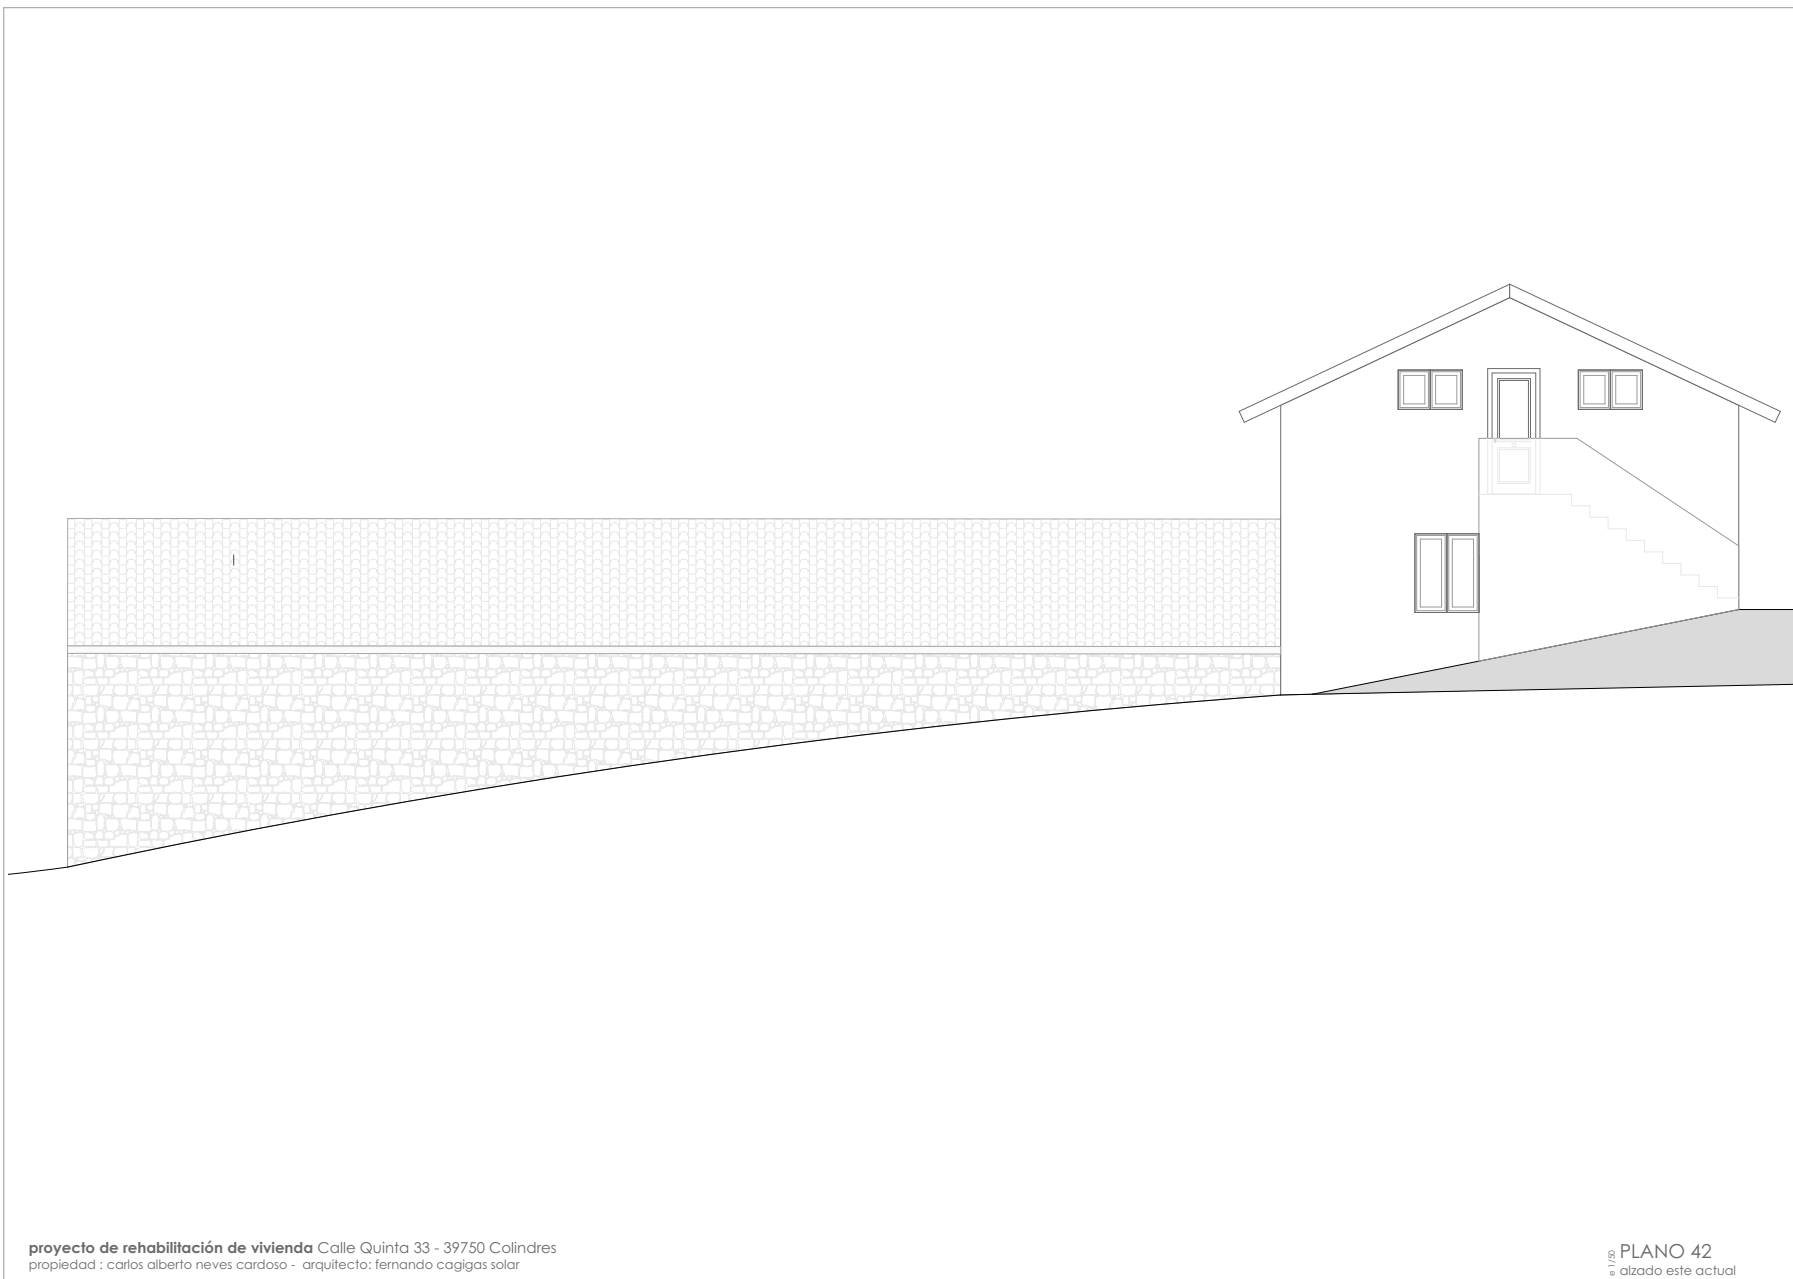 proyecto de rehabilitación de vivienda Calle Quinta 33 - 39750 Colindres
propiedad : carlos alberto neves cardoso - arquitecto: fernando cagigas solar
e 1/50
PLANO 42
alzado este actual